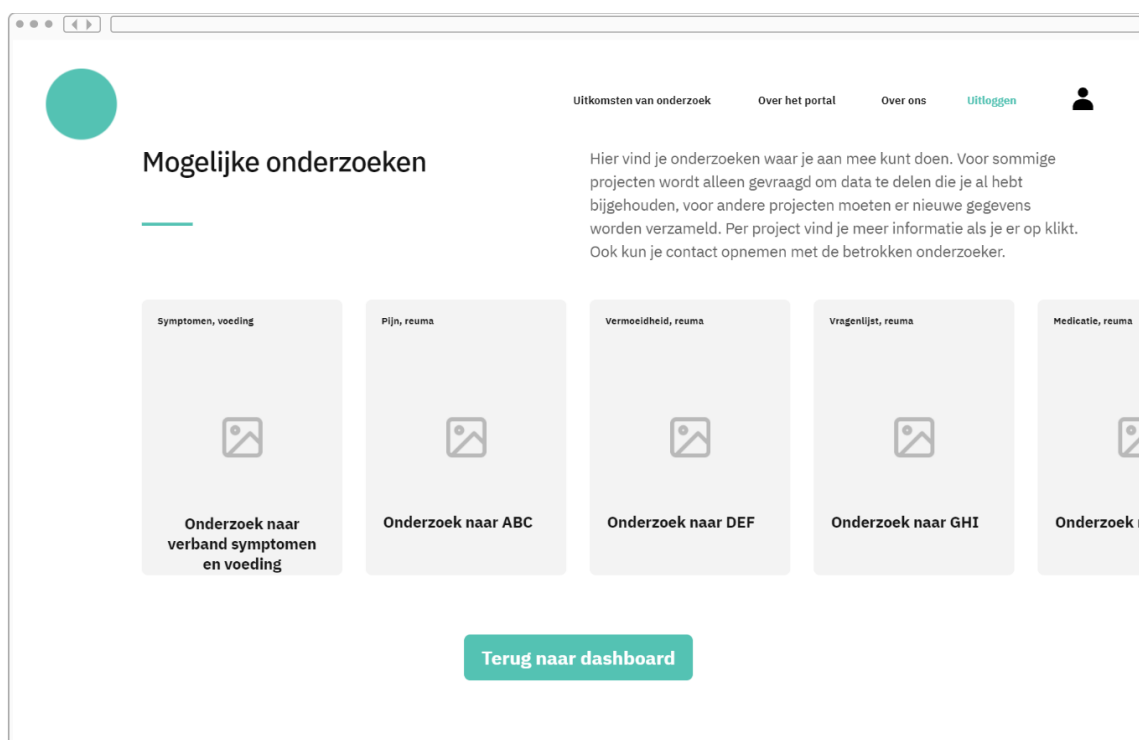 Uitkomsten van onderzoek
Over het portal
Over ons
Uitloggen
Mogelijke onderzoeken
Hier vind je onderzoeken waar je aan mee kunt doen. Voor sommige
projecten wordt alleen gevraagd om data te delen die je al hebt
bijgehouden, voor andere projecten moeten er nieuwe gegevens
worden verzameld. Per project vind je meer informatie als je er op klikt.
Ook kun je contact opnemen met de betrokken onderzoeker.
Symptomen, voeding
Onderzoek naar
verband symptomen
en voeding
Pijn, reuma
Onderzoek naar ABC
Vermoeidheid, reuma
Onderzoek naar DEF
Vragenlijst, reuma
Onderzoek naar GHI
Medicatie, reuma
Onderzoek
Terug naar dashboard